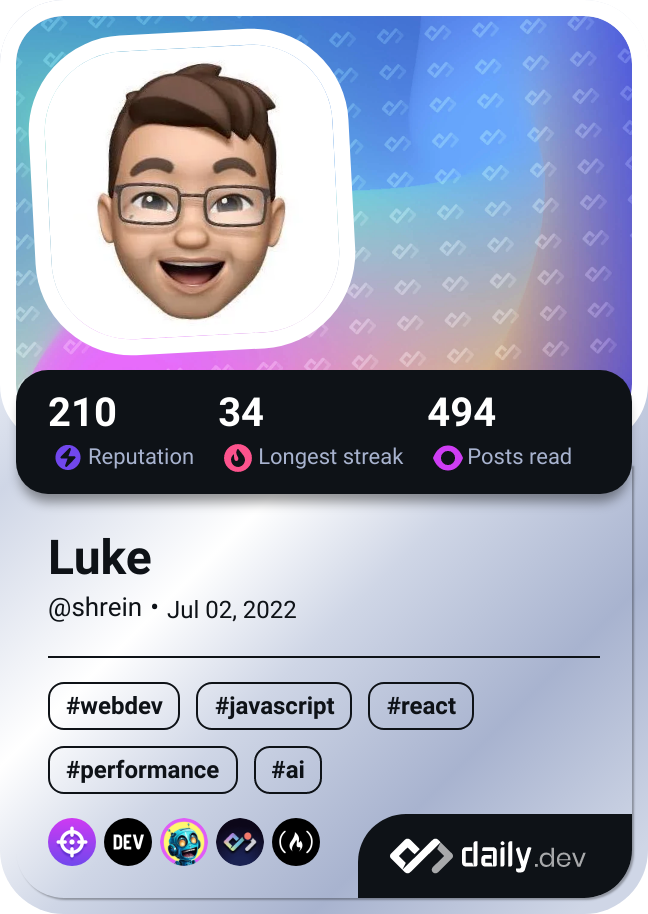 210 34 494
Reputation Longest streak Posts read
Luke
@shrein • Jul 02, 2022
#webdev #javascript #react
#performance #ai
DEV
daily.dev